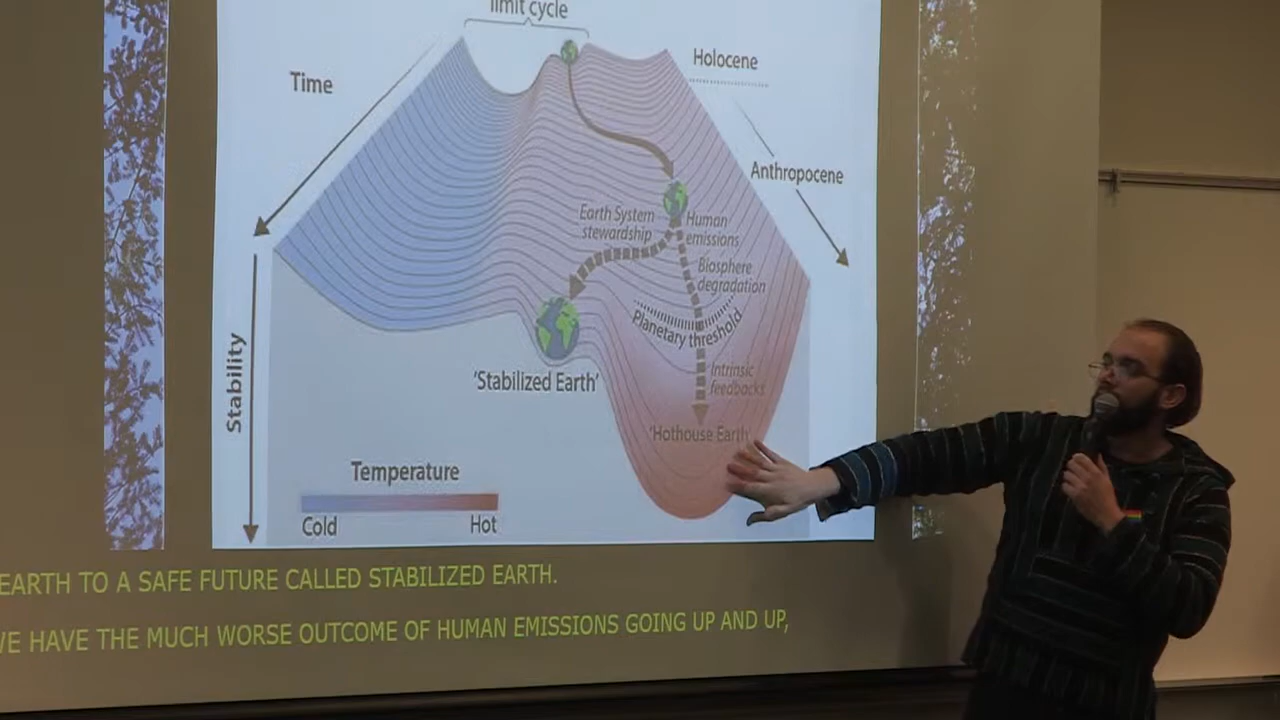 limit cycle
Time
Holocene
Anthropocene
Earth System
stewardship
Human
emissions
Biosphere
degradation
Planetary threshold
Stability
'Stabilized Earth'
Intrinsic
feedbacks
'Hothouse Earth'
Temperature
Cold
Hot
EARTH TO A SAFE FUTURE CALLED STABILIZED EARTH.
WE HAVE THE MUCH WORSE OUTCOME OF HUMAN EMISSIONS GOING UP AND UP,